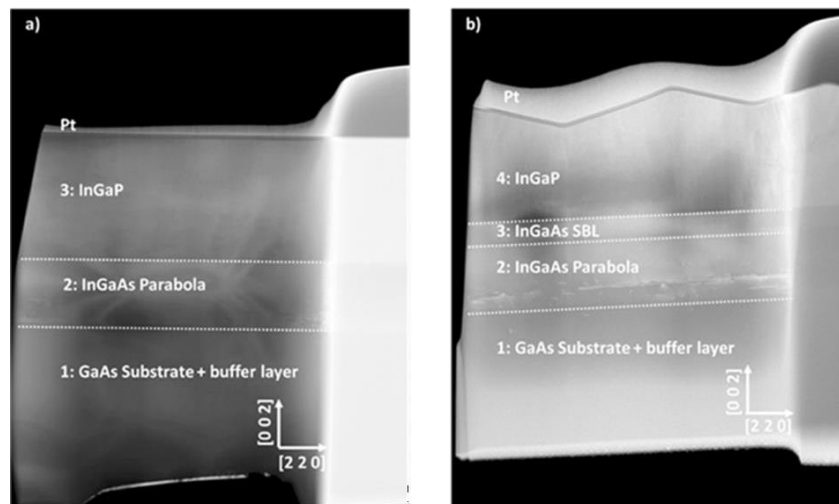 a)
Pt
3: InGaP
2: InGaAs Parabola
1: GaAs Substrate + buffer layer
[0 0 2]
[2 2 0]
b)
Pt
4: InGaP
3: InGaAs SBL
2: InGaAs Parabola
1: GaAs Substrate + buffer layer
[0 0 2]
[2 2 0]